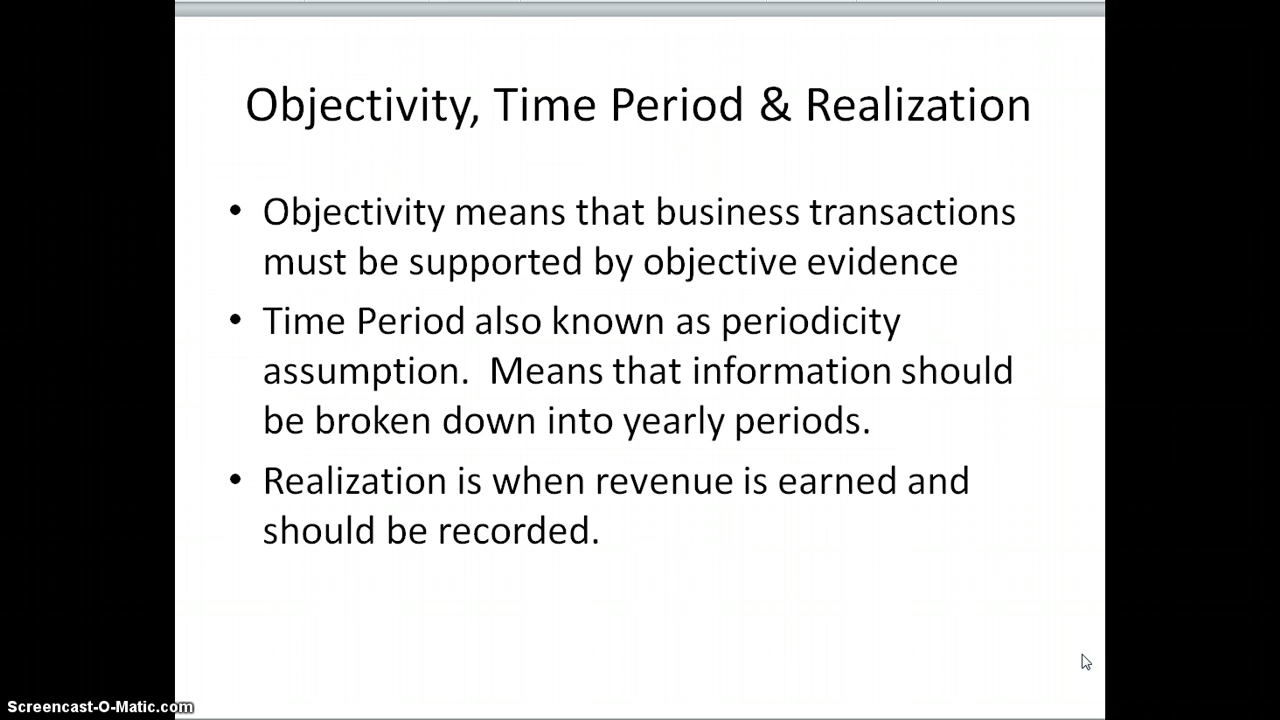 Objectivity, Time Period & Realization
• Objectivity means that business transactions
must be supported by objective evidence
• Time Period also known as periodicity
assumption.  Means that information should
be broken down into yearly periods.
• Realization is when revenue is earned and
should be recorded.
Screencast-O-Matic.com